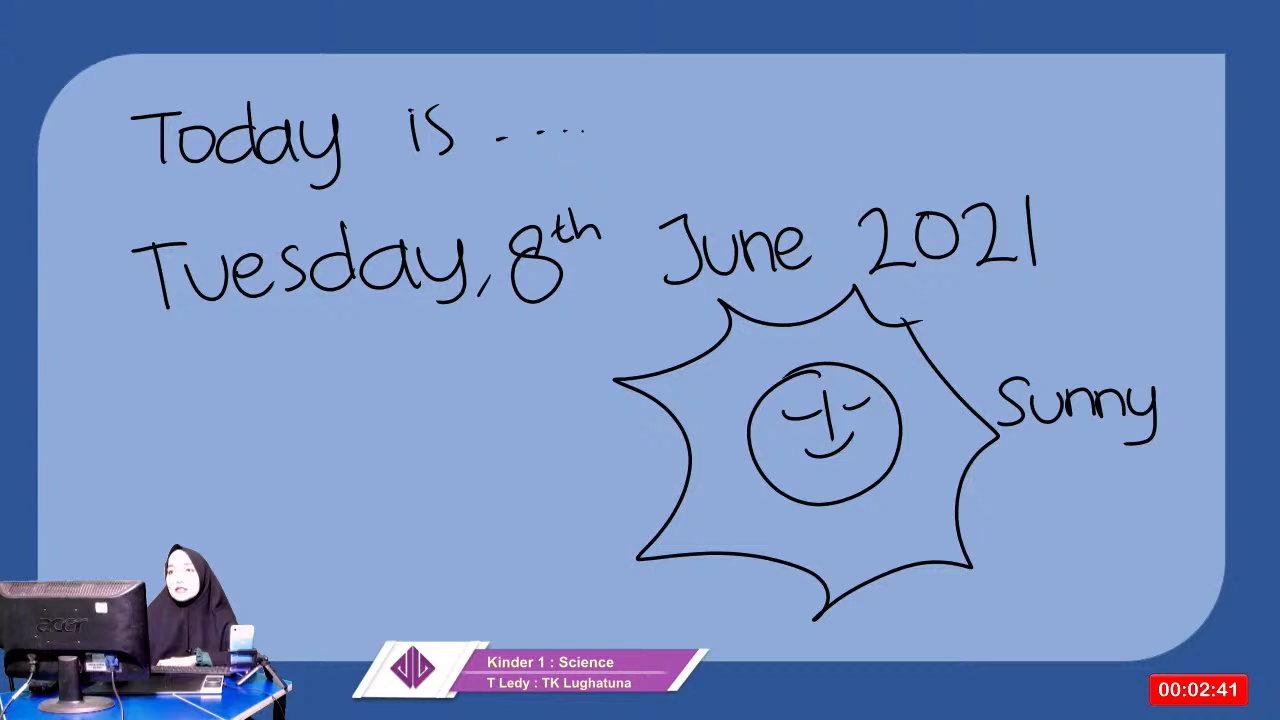 Today is ....
Tuesday, 8th June 2021
Sunny
acer
Kinder 1 : Science
T Ledy : TK Lughatuna
00:02:41